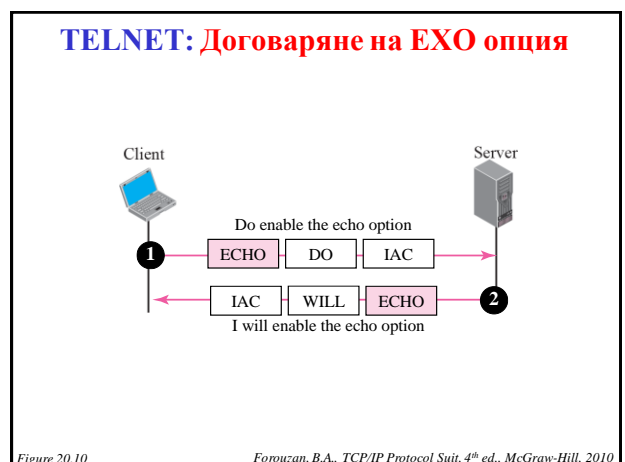 TELNET: Договаряне на ЕХО опция
Client
Server
Do enable the echo option
1
ECHO DO IAC
IAC WILL ECHO
2
I will enable the echo option
Figure 20.10
Forouzan, B.A., TCP/IP Protocol Suit, 4th ed., McGraw-Hill, 2010